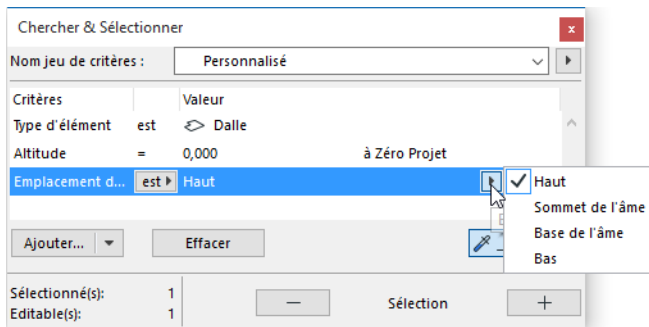 Chercher & Sélectionner
Nom jeu de critères :
Personnalisé
Critères
Valeur
Type d'élément est Dalle
Altitude = 0,000 à Zéro Projet
Emplacement d... est Haut
Haut
Sommet de l'âme
Base de l'âme
Bas
Ajouter...
Effacer
Sélectionné(s): 1
Editable(s): 1
— Sélection +